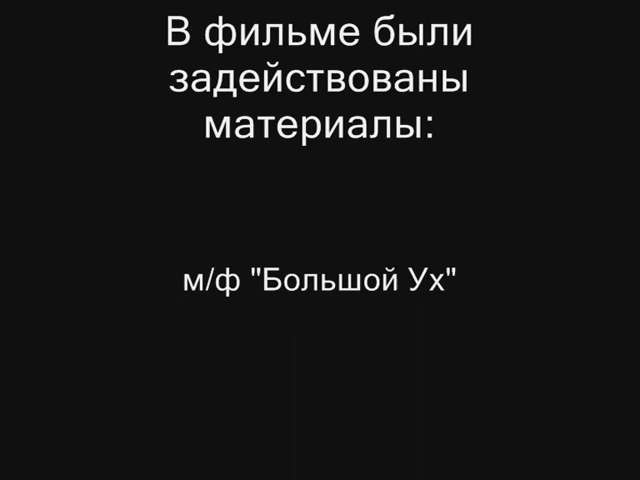 В фильме были
задействованы
материалы:
м/ф "Большой Ух"